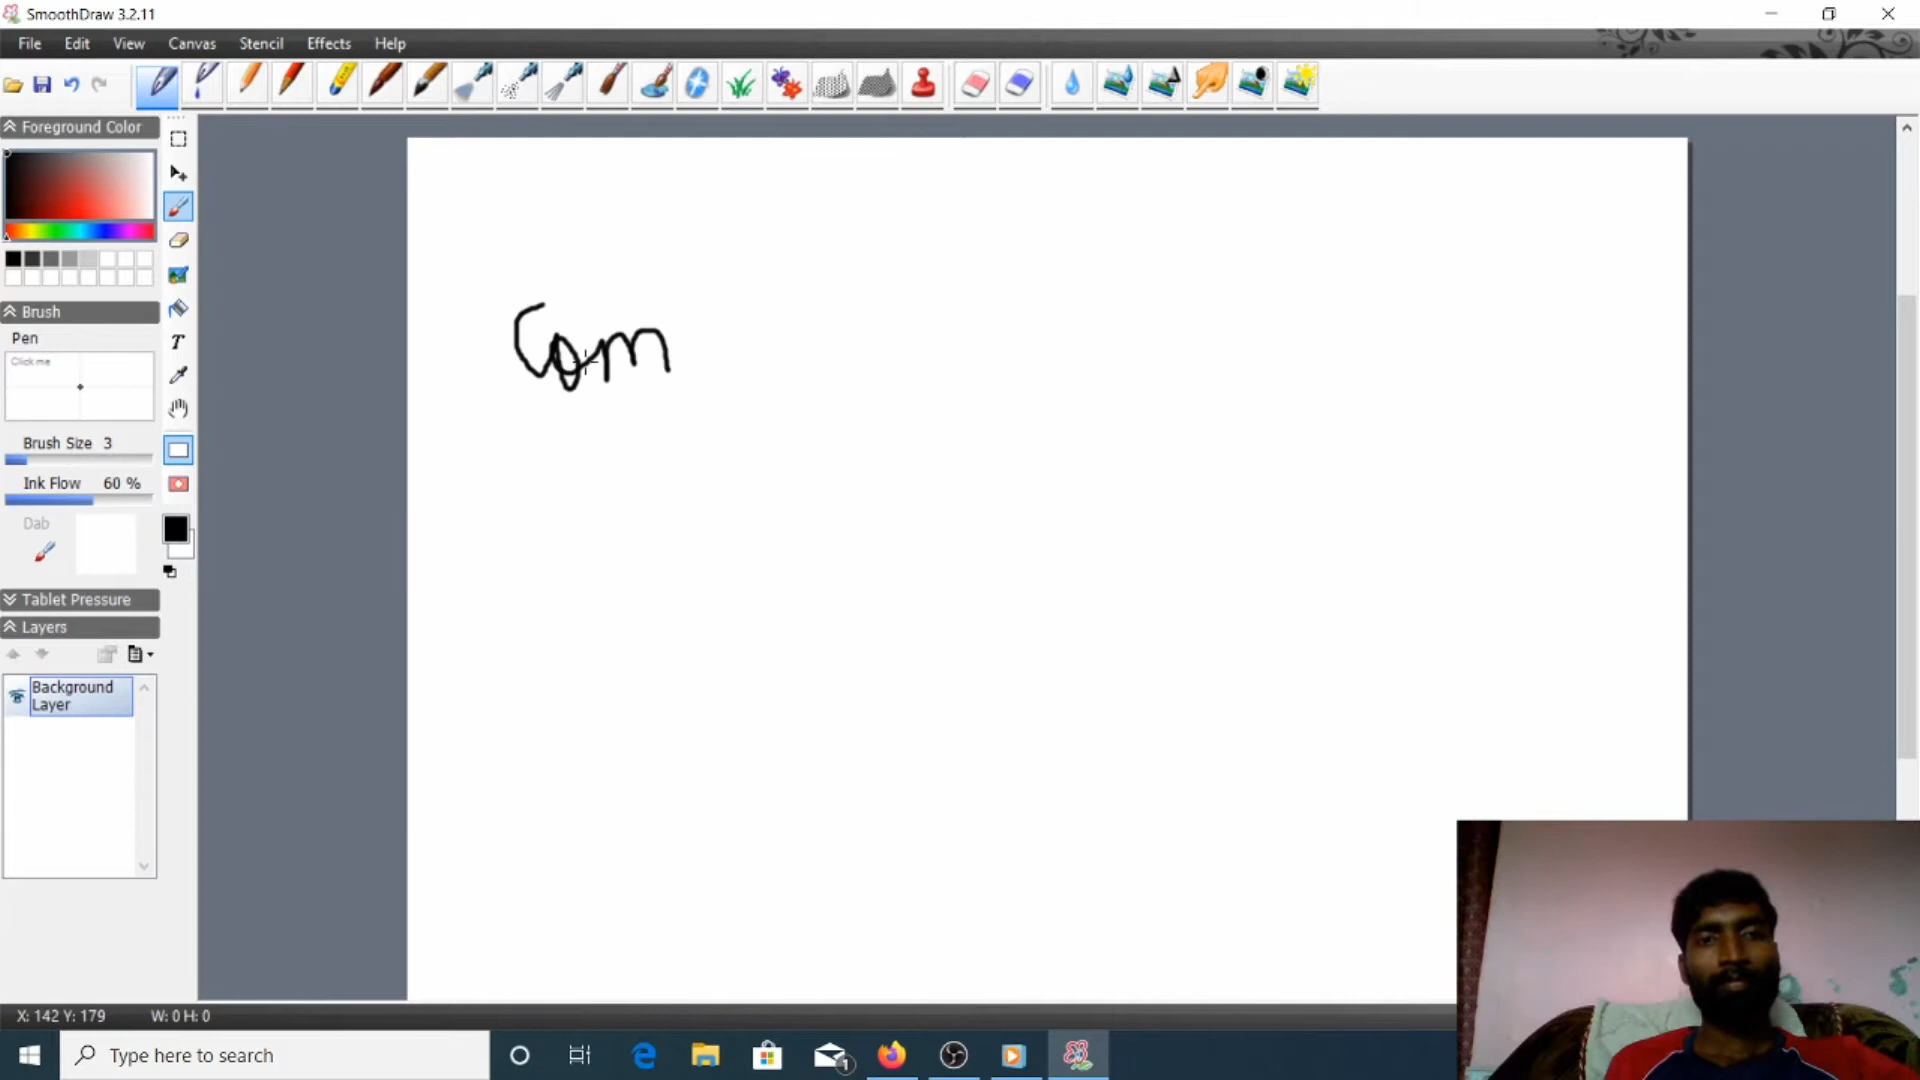 SmoothDraw 3.2.11
File Edit View Canvas Stencil Effects Help
Foreground Color
Brush
Pen
Click me
Brush Size 3
Ink Flow 60 %
Dab
Tablet Pressure
Layers
Background
Layer
Com
X: 142 Y: 179 W: 0 H: 0
Type here to search
1